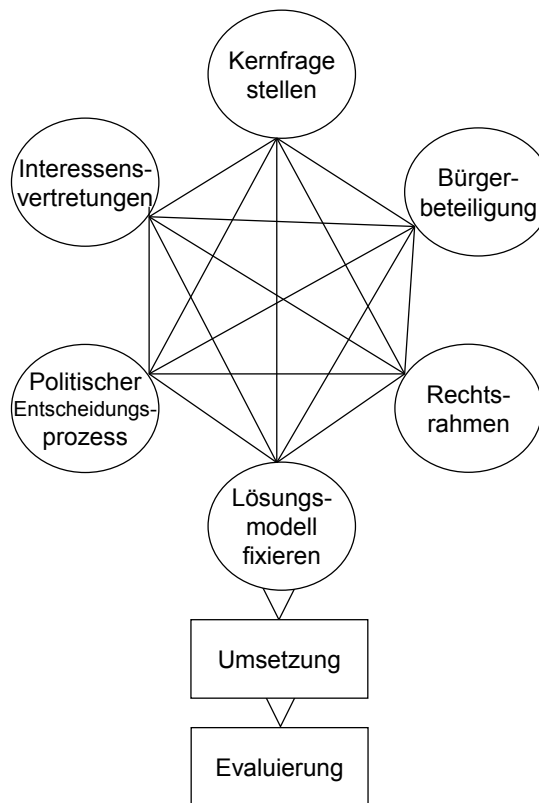 Kernfrage
stellen
Interessens-
vertretungen
Bürger-
beteiligung
Politischer
Entscheidungs-
prozess
Rechts-
rahmen
Lösungs-
modell
fixieren
Umsetzung
Evaluierung